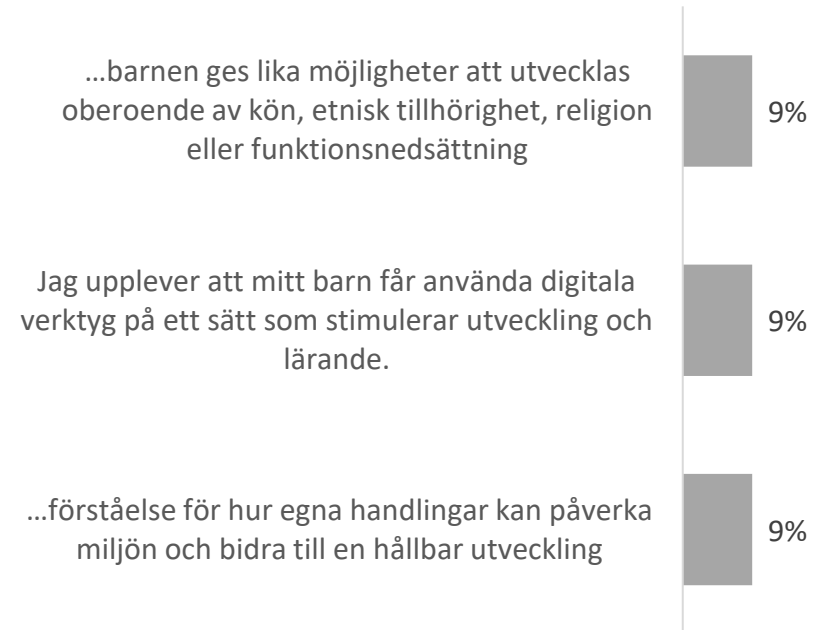 …barnen ges lika möjligheter att utvecklas
oberoende av kön, etnisk tillhörighet, religion
eller funktionsnedsättning
9%
Jag upplever att mitt barn får använda digitala
verktyg på ett sätt som stimulerar utveckling och
lärande.
9%
…förståelse för hur egna handlingar kan påverka
miljön och bidra till en hållbar utveckling
9%